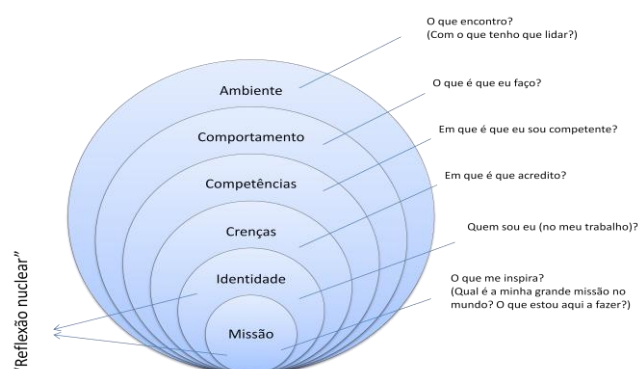 O que encontro?
(Com o que tenho que lidar?)
Ambiente
O que é que eu faço?
Comportamento
Em que é que eu sou competente?
Competências
Em que é que acredito?
Crenças
Quem sou eu (no meu trabalho)?
Identidade
O que me inspira?
(Qual é a minha grande missão no
mundo? O que estou aqui a fazer?)
Missão
"Reflexão nuclear"